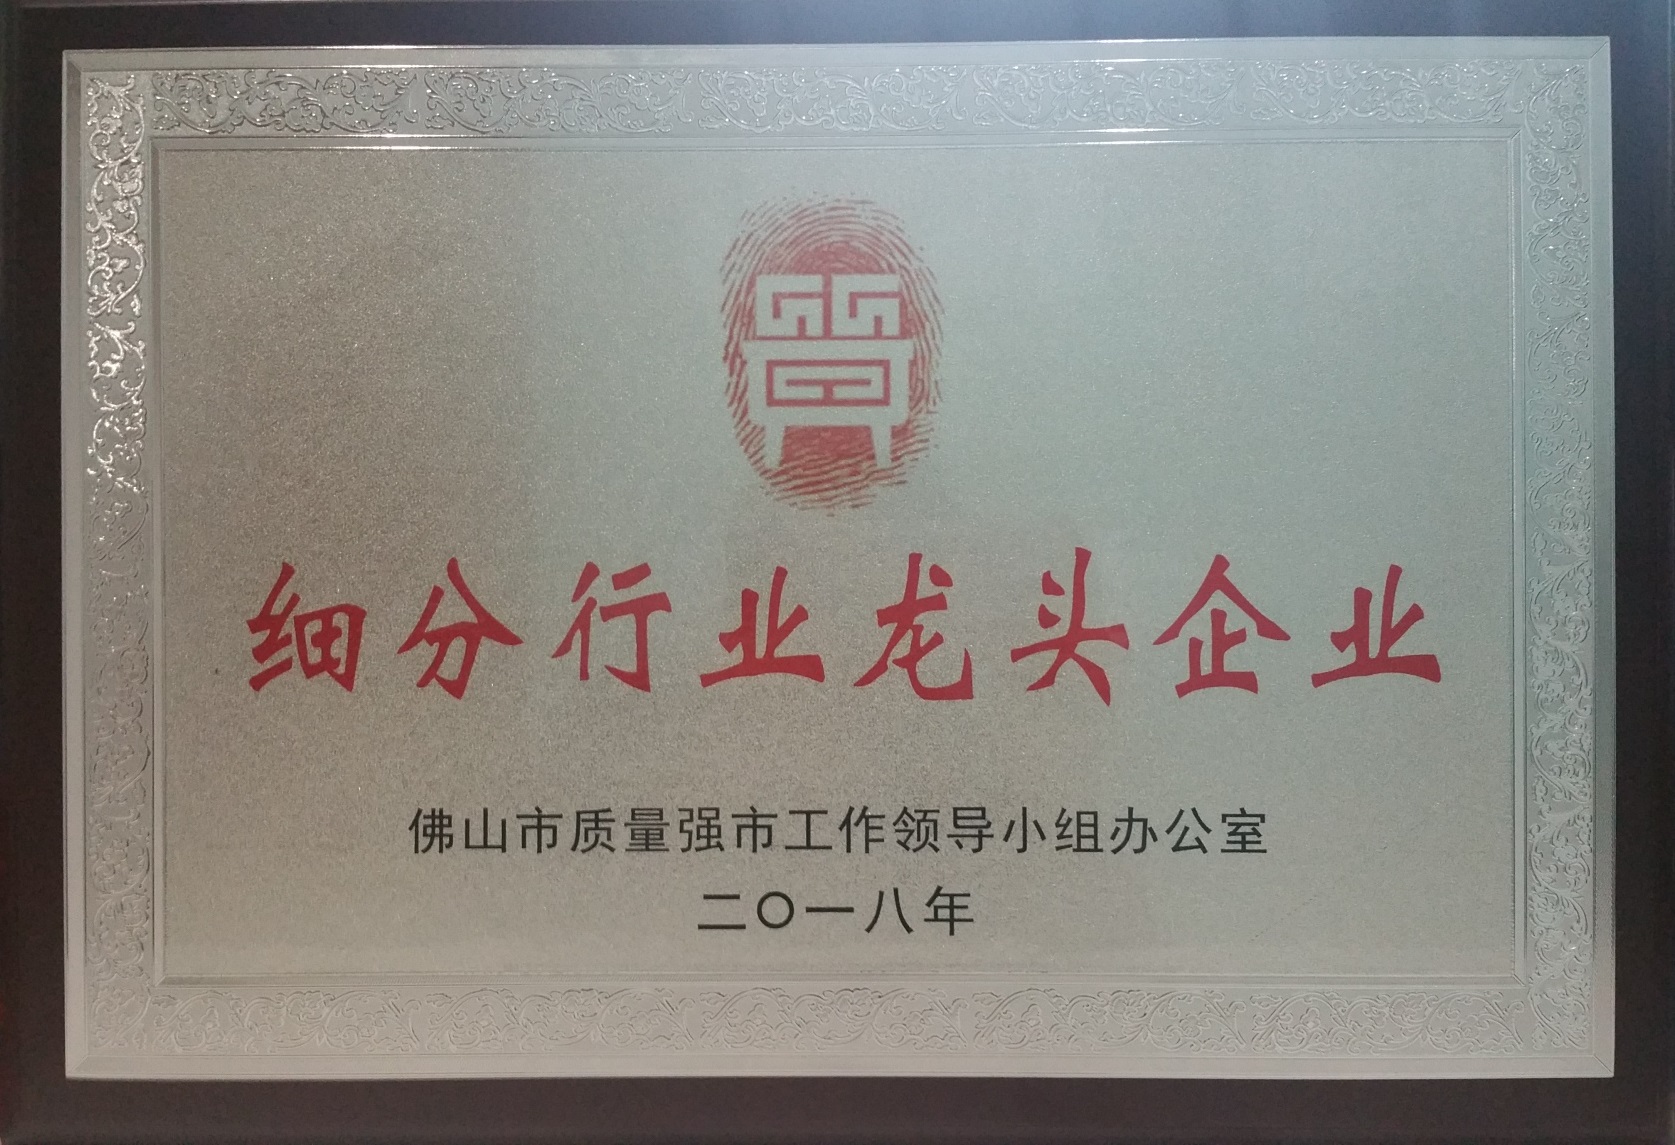 细分行业龙头企业
佛山市质量强市工作领导小组办公室
二〇一八年